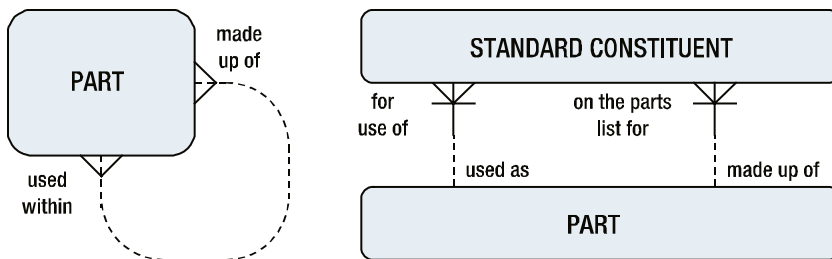 made
up of
PART
used
within
STANDARD CONSTITUENT
for
use of
on the parts
list for
used as
made up of
PART